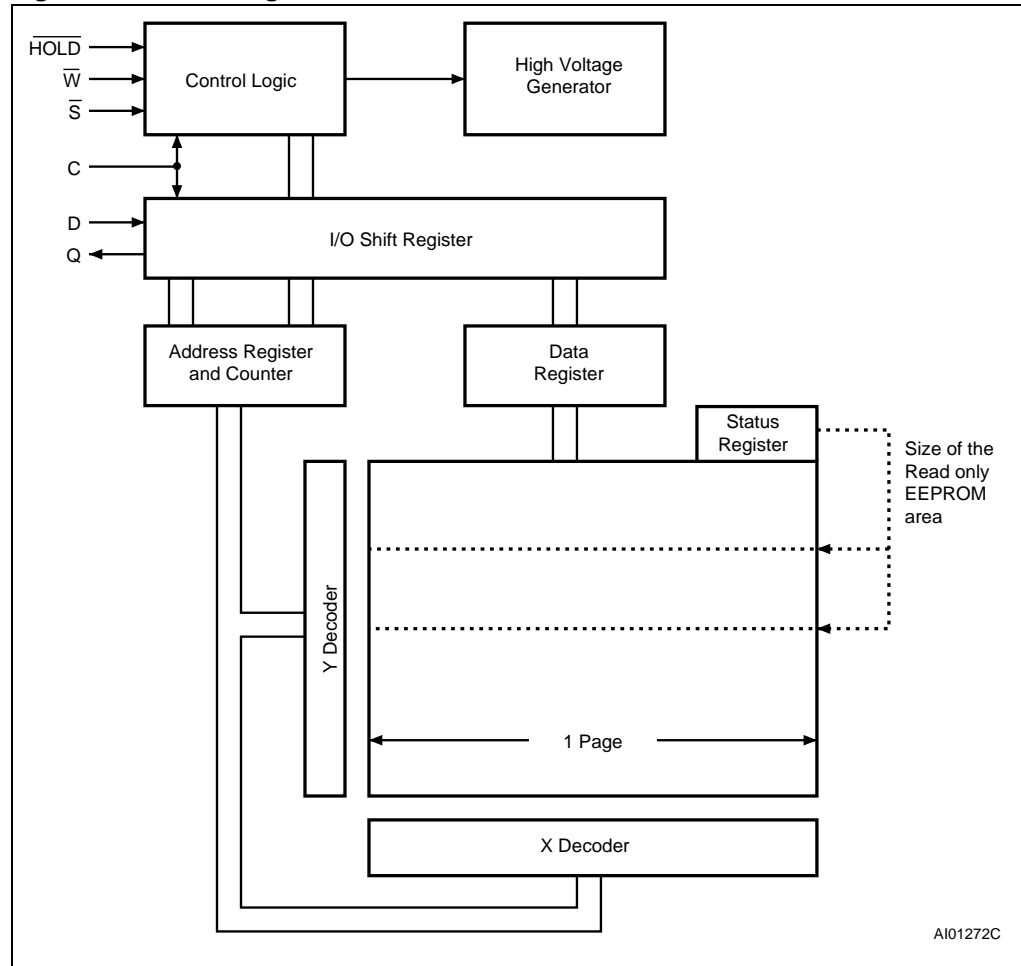 H̅O̅L̅D̅
W̅
S̅
C
D
Q
Control Logic
High Voltage
Generator
I/O Shift Register
Address Register
and Counter
Data
Register
Status
Register
Size of the
Read only
EEPROM
area
Y Decoder
1 Page
X Decoder
AI01272C